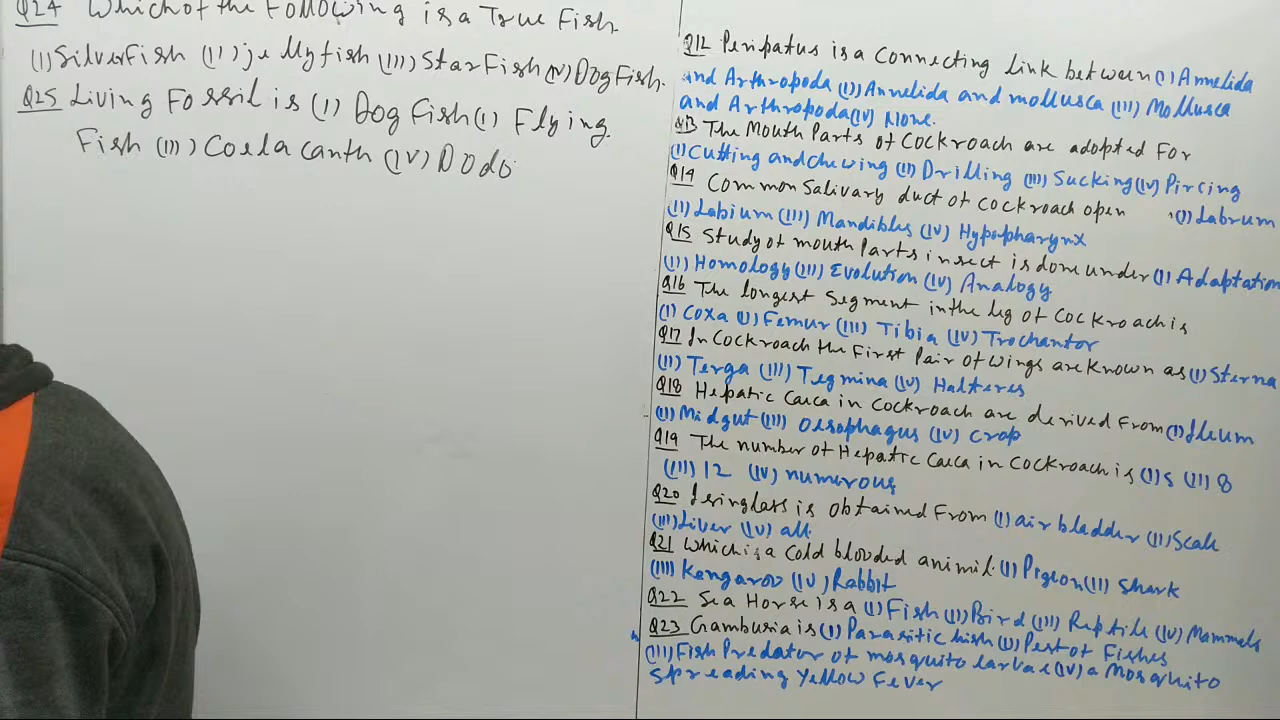 Q24 Which of the Following is a True Fish.
(I) SilverFish (II) jellyfish (III) StarFish (IV) DogFish.
Q25 Living Fossil is (I) DogFish (I) Flying
Fish (III) Coelacanth (IV) Dodo
Q12 Peripatus is a Connecting link between (I) Annelida
and Arthropoda (II) Annelida and mollusca (III) Mollusca
and Arthropoda (IV) None.
Q13 The Mouth Parts of Cockroach are adopted For
(I) Cutting and chewing (II) Drilling (III) Sucking (IV) Pircing
Q14 Common Salivary duct of cockroach open (I) Labrum
(II) Labium (III) Mandibles (IV) Hypopharynx
Q15 Study of mouth Parts insect is done under (I) Adaptation
(II) Homology (III) Evolution (IV) Analogy
Q16 The longest Segment in the leg of Cockroach is
(I) Coxa (II) Femur (III) Tibia (IV) Trochantor
Q17 In Cockroach the First Pair of wings are Known as (I) Sterna
(II) Terga (III) Tegmina (IV) Halteres
Q18 Hepatic Caeca in Cockroach are derived From (I) Ileum
(II) Midgut (III) Oesophagus (IV) Crop
Q19 The number of Hepatic Caeca in Cockroach is (I) 5 (II) 8
(III) 12 (IV) numerous
Q20 Isinglass is obtained From (I) air bladder (II) Scale
(III) Liver (IV) all
Q21 Which is a Cold blooded animil. (I) Pigeon (II) Shark
(III) Kengaroo (IV) Rabbit
Q22 Sea Horse is a (I) Fish (II) Bird (III) Reptile (IV) Mammels
Q23 Gambusia is (I) Parasitic (II) Pest of Fishes
(III) Fish Predator of mosquito larvae (IV) a Mosquito
Spreading Yellow Fever